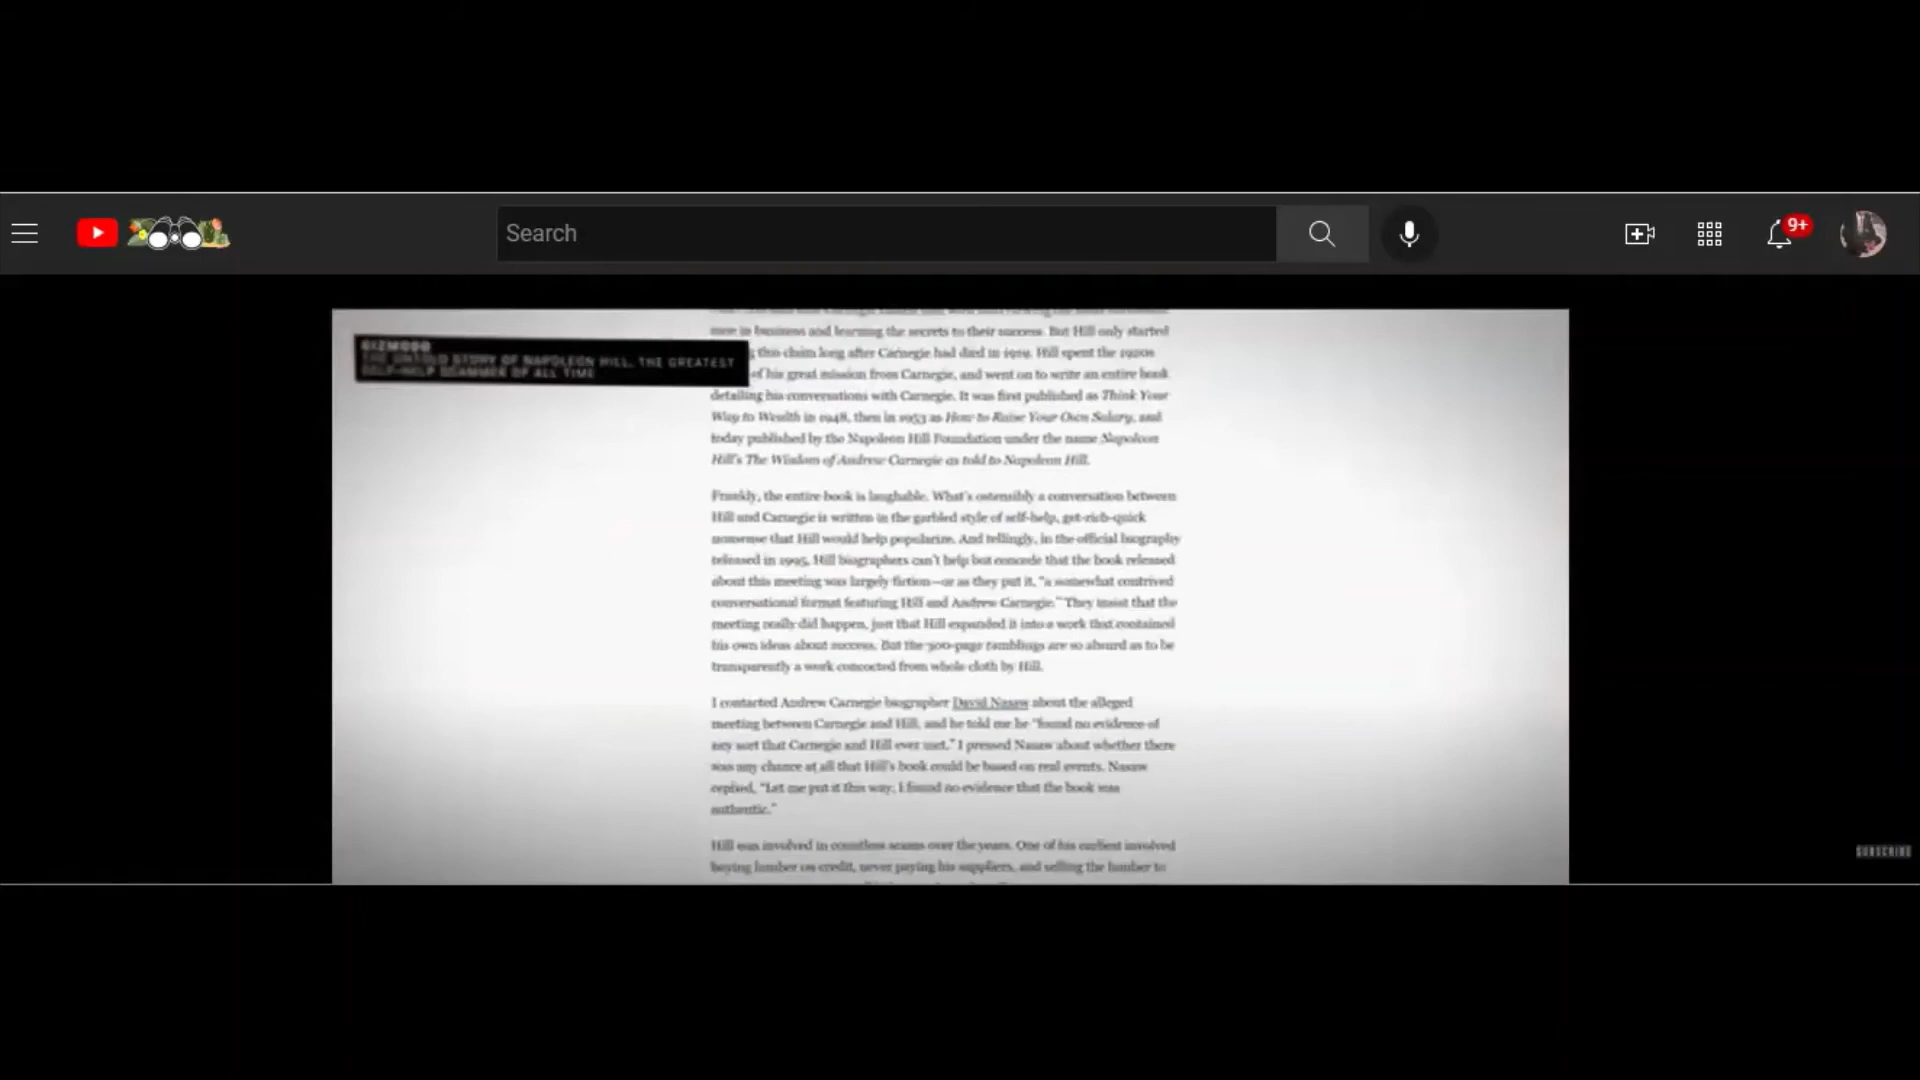 Search
9+
GIZMODO
THE UNTOLD STORY OF NAPOLEON HILL, THE GREATEST
SELF-HELP SCAMMER OF ALL TIME
men in business and learning the secrets to their success. But Hill only started
this claim long after Carnegie had died in 1919. Hill spent the 1920s
of his great mission from Carnegie, and went on to write an entire book
detailing his conversations with Carnegie. It was first published as Think Your
Way to Wealth in 1948, then in 1953 as How to Raise Your Own Salary, and
today published by the Napoleon Hill Foundation under the name Napoleon
Hill's The Wisdom of Andrew Carnegie as told to Napoleon Hill.
Frankly, the entire book is laughable. What's ostensibly a conversation between
Hill and Carnegie is written in the garbled style of self-help, get-rich-quick
nonsense that Hill would help popularize. And tellingly, in the official biography
released in 1995, Hill biographers can't help but concede that the book released
about this meeting was largely fiction—or as they put it, "a somewhat contrived
conversational format featuring Hill and Andrew Carnegie." They insist that the
meeting really did happen, just that Hill expanded it into a work that contained
his own ideas about success. But the 300-page ramblings are so absurd as to be
transparently a work concocted from whole cloth by Hill.
I contacted Andrew Carnegie biographer David Nasaw about the alleged
meeting between Carnegie and Hill, and he told me he "found no evidence of
any sort that Carnegie and Hill ever met." I pressed Nasaw about whether there
was any chance at all that Hill's book could be based on real events. Nasaw
replied, "Let me put it this way. I found no evidence that the book was
authentic."
Hill was involved in countless scams over the years. One of his earliest involved
buying lumber on credit, never paying his suppliers, and selling the lumber to
SUBSCRIBE